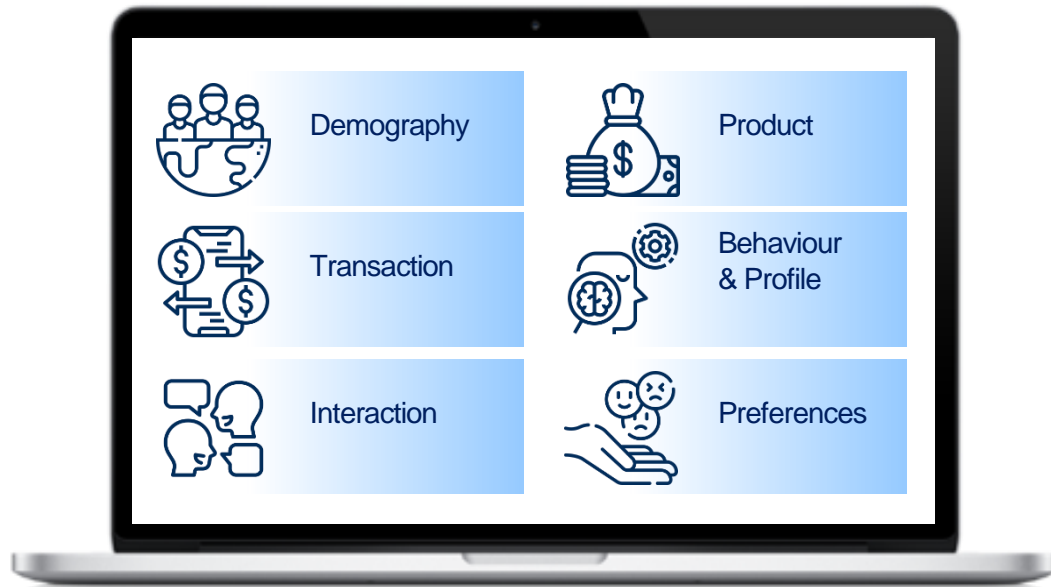 Demography
Product
Transaction
Behaviour
& Profile
Interaction
Preferences